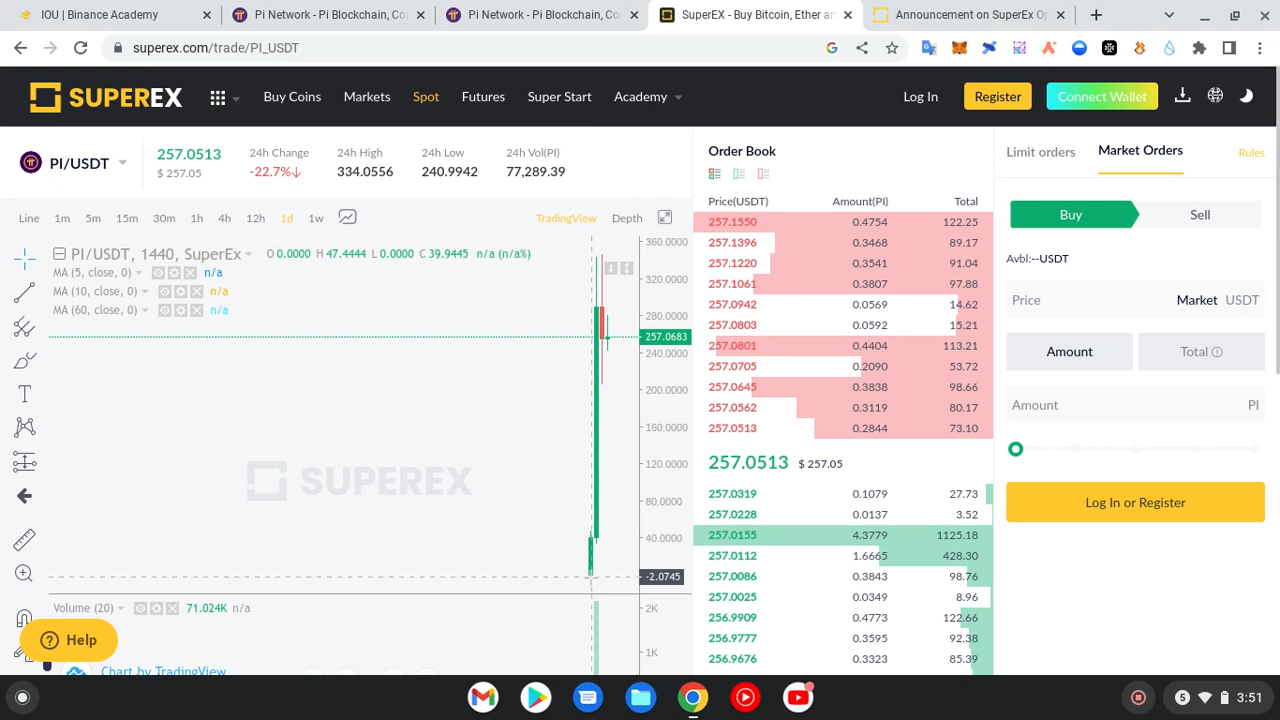 IOU | Binance Academy
Pi Network - Pi Blockchain, Co
Pi Network - Pi Blockchain, Co
SuperEX - Buy Bitcoin, Ether an
Announcement on SuperEx Op
superex.com/trade/PI_USDT
SUPEREX
Buy Coins
Markets
Spot
Futures
Super Start
Academy
Log In
Register
Connect Wallet
PI/USDT
257.0513
$ 257.05
24h Change
-22.7%↓
24h High
334.0556
24h Low
240.9942
24h Vol(PI)
77,289.39
Line 1m 5m 15m 30m 1h 4h 12h 1d 1w
TradingView Depth
PI/USDT, 1440, SuperEx
O 0.0000 H 47.4444 L 0.0000 C 39.9445 n/a (n/a%)
MA (5, close, 0) n/a
MA (10, close, 0) n/a
MA (60, close, 0) n/a
360.0000
320.0000
280.0000
257.0683
240.0000
200.0000
160.0000
120.0000
80.0000
40.0000
-2.0745
SUPEREX
Volume (20) 71.024K n/a
2K
1K
Help
Chart by TradingView
Order Book
Price(USDT) Amount(PI) Total
257.1550 0.4754 122.25
257.1396 0.3468 89.17
257.1220 0.3541 91.04
257.1061 0.3807 97.88
257.0942 0.0569 14.62
257.0803 0.0592 15.21
257.0801 0.4404 113.21
257.0705 0.2090 53.72
257.0645 0.3838 98.66
257.0562 0.3119 80.17
257.0513 0.2844 73.10
257.0513 $ 257.05
257.0319 0.1079 27.73
257.0228 0.0137 3.52
257.0155 4.3779 1125.18
257.0112 1.6665 428.30
257.0086 0.3843 98.76
257.0025 0.0349 8.96
256.9909 0.4773 122.66
256.9777 0.3595 92.38
256.9676 0.3323 85.39
Limit orders
Market Orders
Rules
Buy
Sell
Avbl:--USDT
Price Market USDT
Amount
Total
Amount PI
Log In or Register
5 3:51